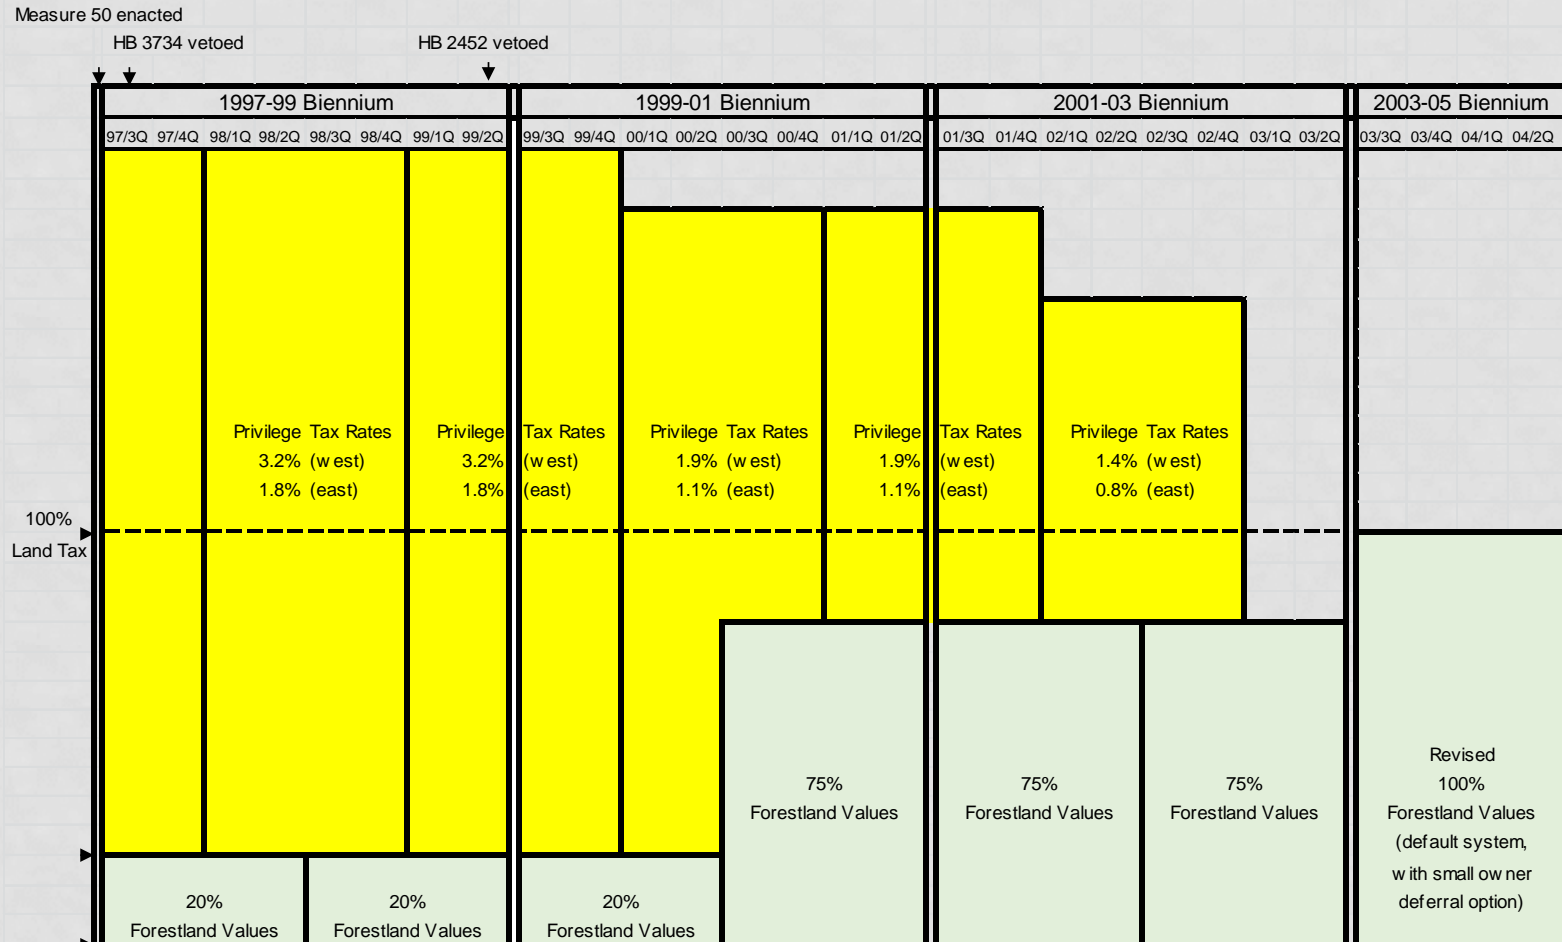 Measure 50 enacted
HB 3734 vetoed
HB 2452 vetoed
1997-99 Biennium
1999-01 Biennium
2001-03 Biennium
2003-05 Biennium
97/3Q 97/4Q 98/1Q 98/2Q 98/3Q 98/4Q 99/1Q 99/2Q 99/3Q 99/4Q 00/1Q 00/2Q 00/3Q 00/4Q 01/1Q 01/2Q 01/3Q 01/4Q 02/1Q 02/2Q 02/3Q 02/4Q 03/1Q 03/2Q 03/3Q 03/4Q 04/1Q 04/2Q
Privilege Tax Rates
3.2% (west)
1.8% (east)
Privilege Tax Rates
3.2% (west)
1.8% (east)
Privilege Tax Rates
1.9% (west)
1.1% (east)
Privilege Tax Rates
1.9% (west)
1.1% (east)
Privilege Tax Rates
1.4% (west)
0.8% (east)
100%
Land Tax
75%
Forestland Values
75%
Forestland Values
75%
Forestland Values
Revised
100%
Forestland Values
(default system,
with small owner
deferral option)
20%
Forestland Values
20%
Forestland Values
20%
Forestland Values